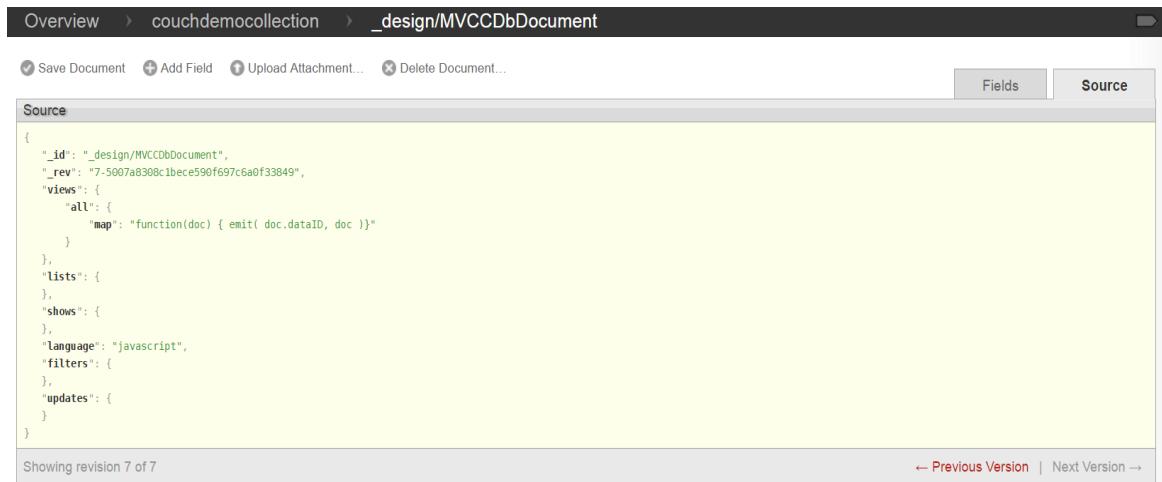 Overview › couchdemocollection › _design/MVCCDbDocument
Save Document Add Field Upload Attachment... Delete Document...
Fields Source
Source
{
"_id": "_design/MVCCDbDocument",
"_rev": "7-5007a8308c1bece590f697c6a0f33849",
"views": {
"all": {
"map": "function(doc) { emit( doc.dataID, doc )}"
}
},
"lists": {
},
"shows": {
},
"language": "javascript",
"filters": {
},
"updates": {
}
}
Showing revision 7 of 7 ← Previous Version | Next Version →